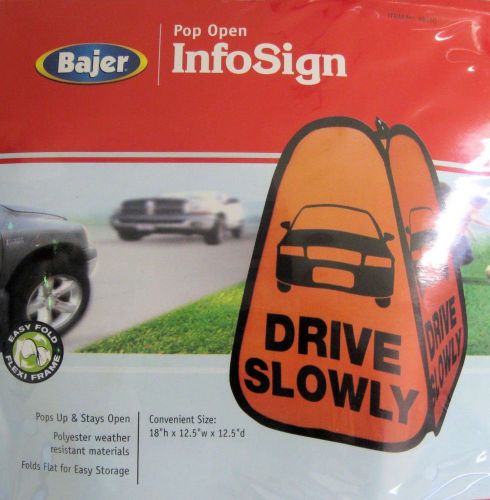 Pop Open
Bajer
InfoSign
DRIVE
SLOWLY
DRIVE
SLOWLY
EASY FOLD
FLEXI FRAME
Pops Up & Stays Open
Polyester weather
resistant materials
Folds Flat for Easy Storage
Convenient Size:
18"h x 12.5"w x 12.5"d